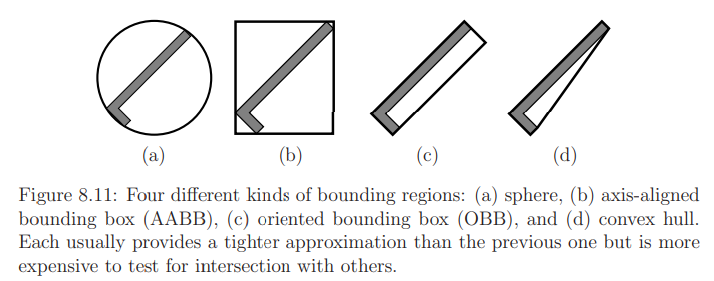 (a) (b) (c) (d)
Figure 8.11: Four different kinds of bounding regions: (a) sphere, (b) axis-aligned
bounding box (AABB), (c) oriented bounding box (OBB), and (d) convex hull.
Each usually provides a tighter approximation than the previous one but is more
expensive to test for intersection with others.